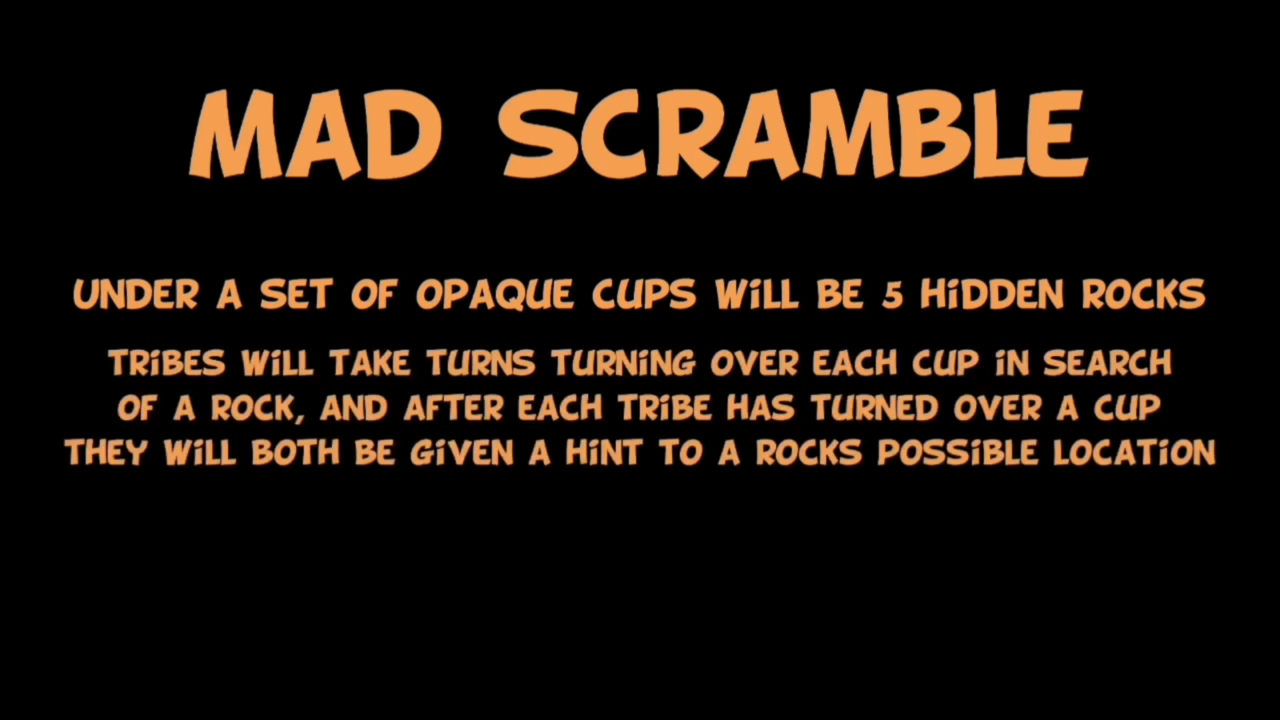 MAD SCRAMBLE
UNDER A SET OF OPAQUE CUPS WiLL BE 5 HiDDEN ROCKS
TRiBES WiLL TAKE TURNS TURNiNG OVER EACH CUP iN SEARCH
OF A ROCK, AND AFTER EACH TRiBE HAS TURNED OVER A CUP
THEY WiLL BOTH BE GiVEN A HiNT TO A ROCKS POSSiBLE LOCATiON